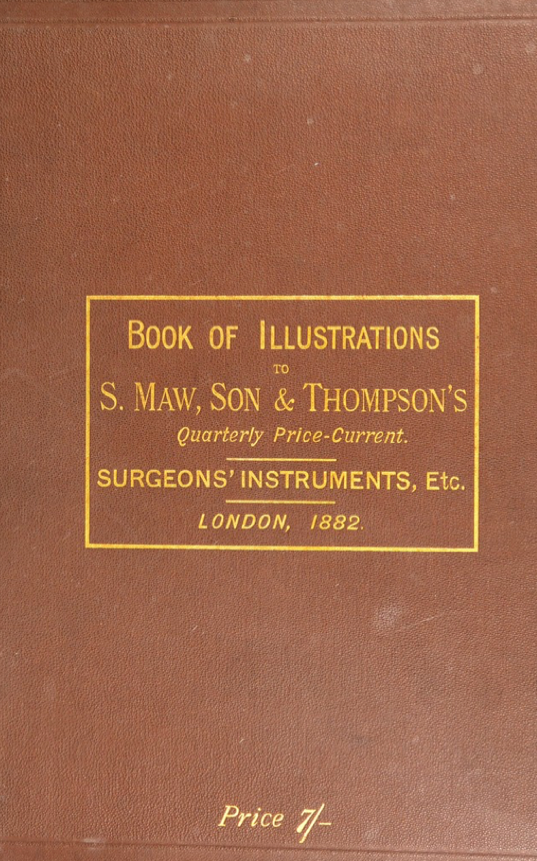 BOOK OF ILLUSTRATIONS
TO
S. MAW, SON & THOMPSON'S
Quarterly Price-Current.
SURGEONS' INSTRUMENTS, Etc.
LONDON, 1882.
Price 7/-